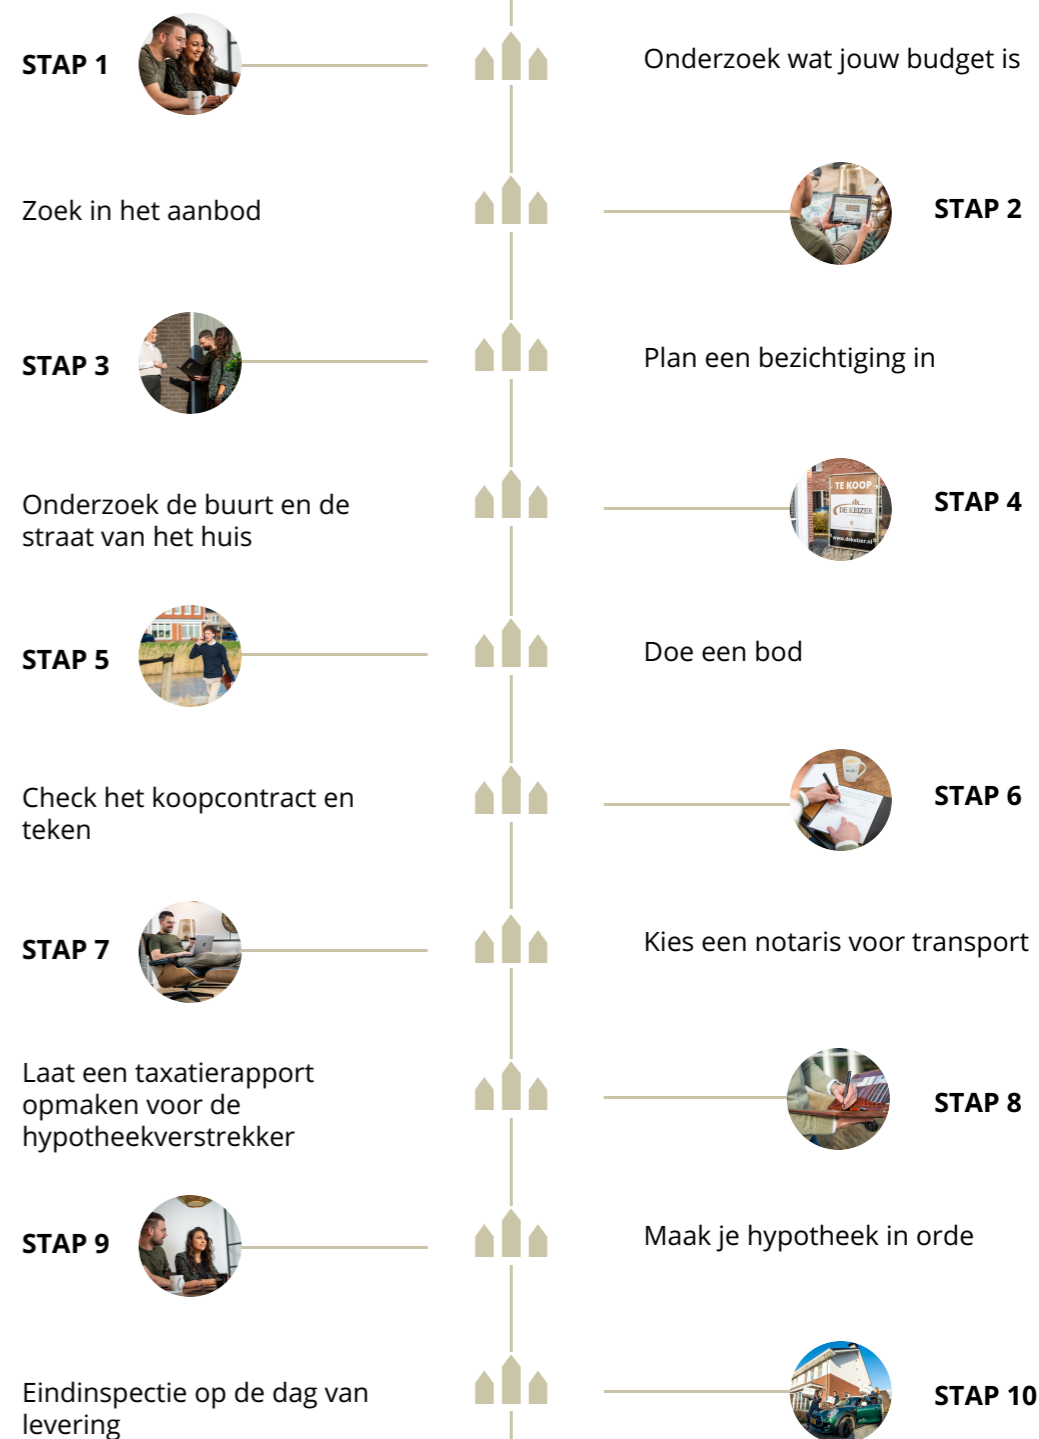 STAP 1
Onderzoek wat jouw budget is
Zoek in het aanbod
STAP 2
STAP 3
Plan een bezichtiging in
Onderzoek de buurt en de
straat van het huis
TE KOOP
DE KEIZER
www.dekeizer.nl
STAP 4
STAP 5
Doe een bod
Check het koopcontract en
teken
STAP 6
STAP 7
Kies een notaris voor transport
Laat een taxatierapport
opmaken voor de
hypotheekverstrekker
STAP 8
STAP 9
Maak je hypotheek in orde
Eindinspectie op de dag van
levering
STAP 10